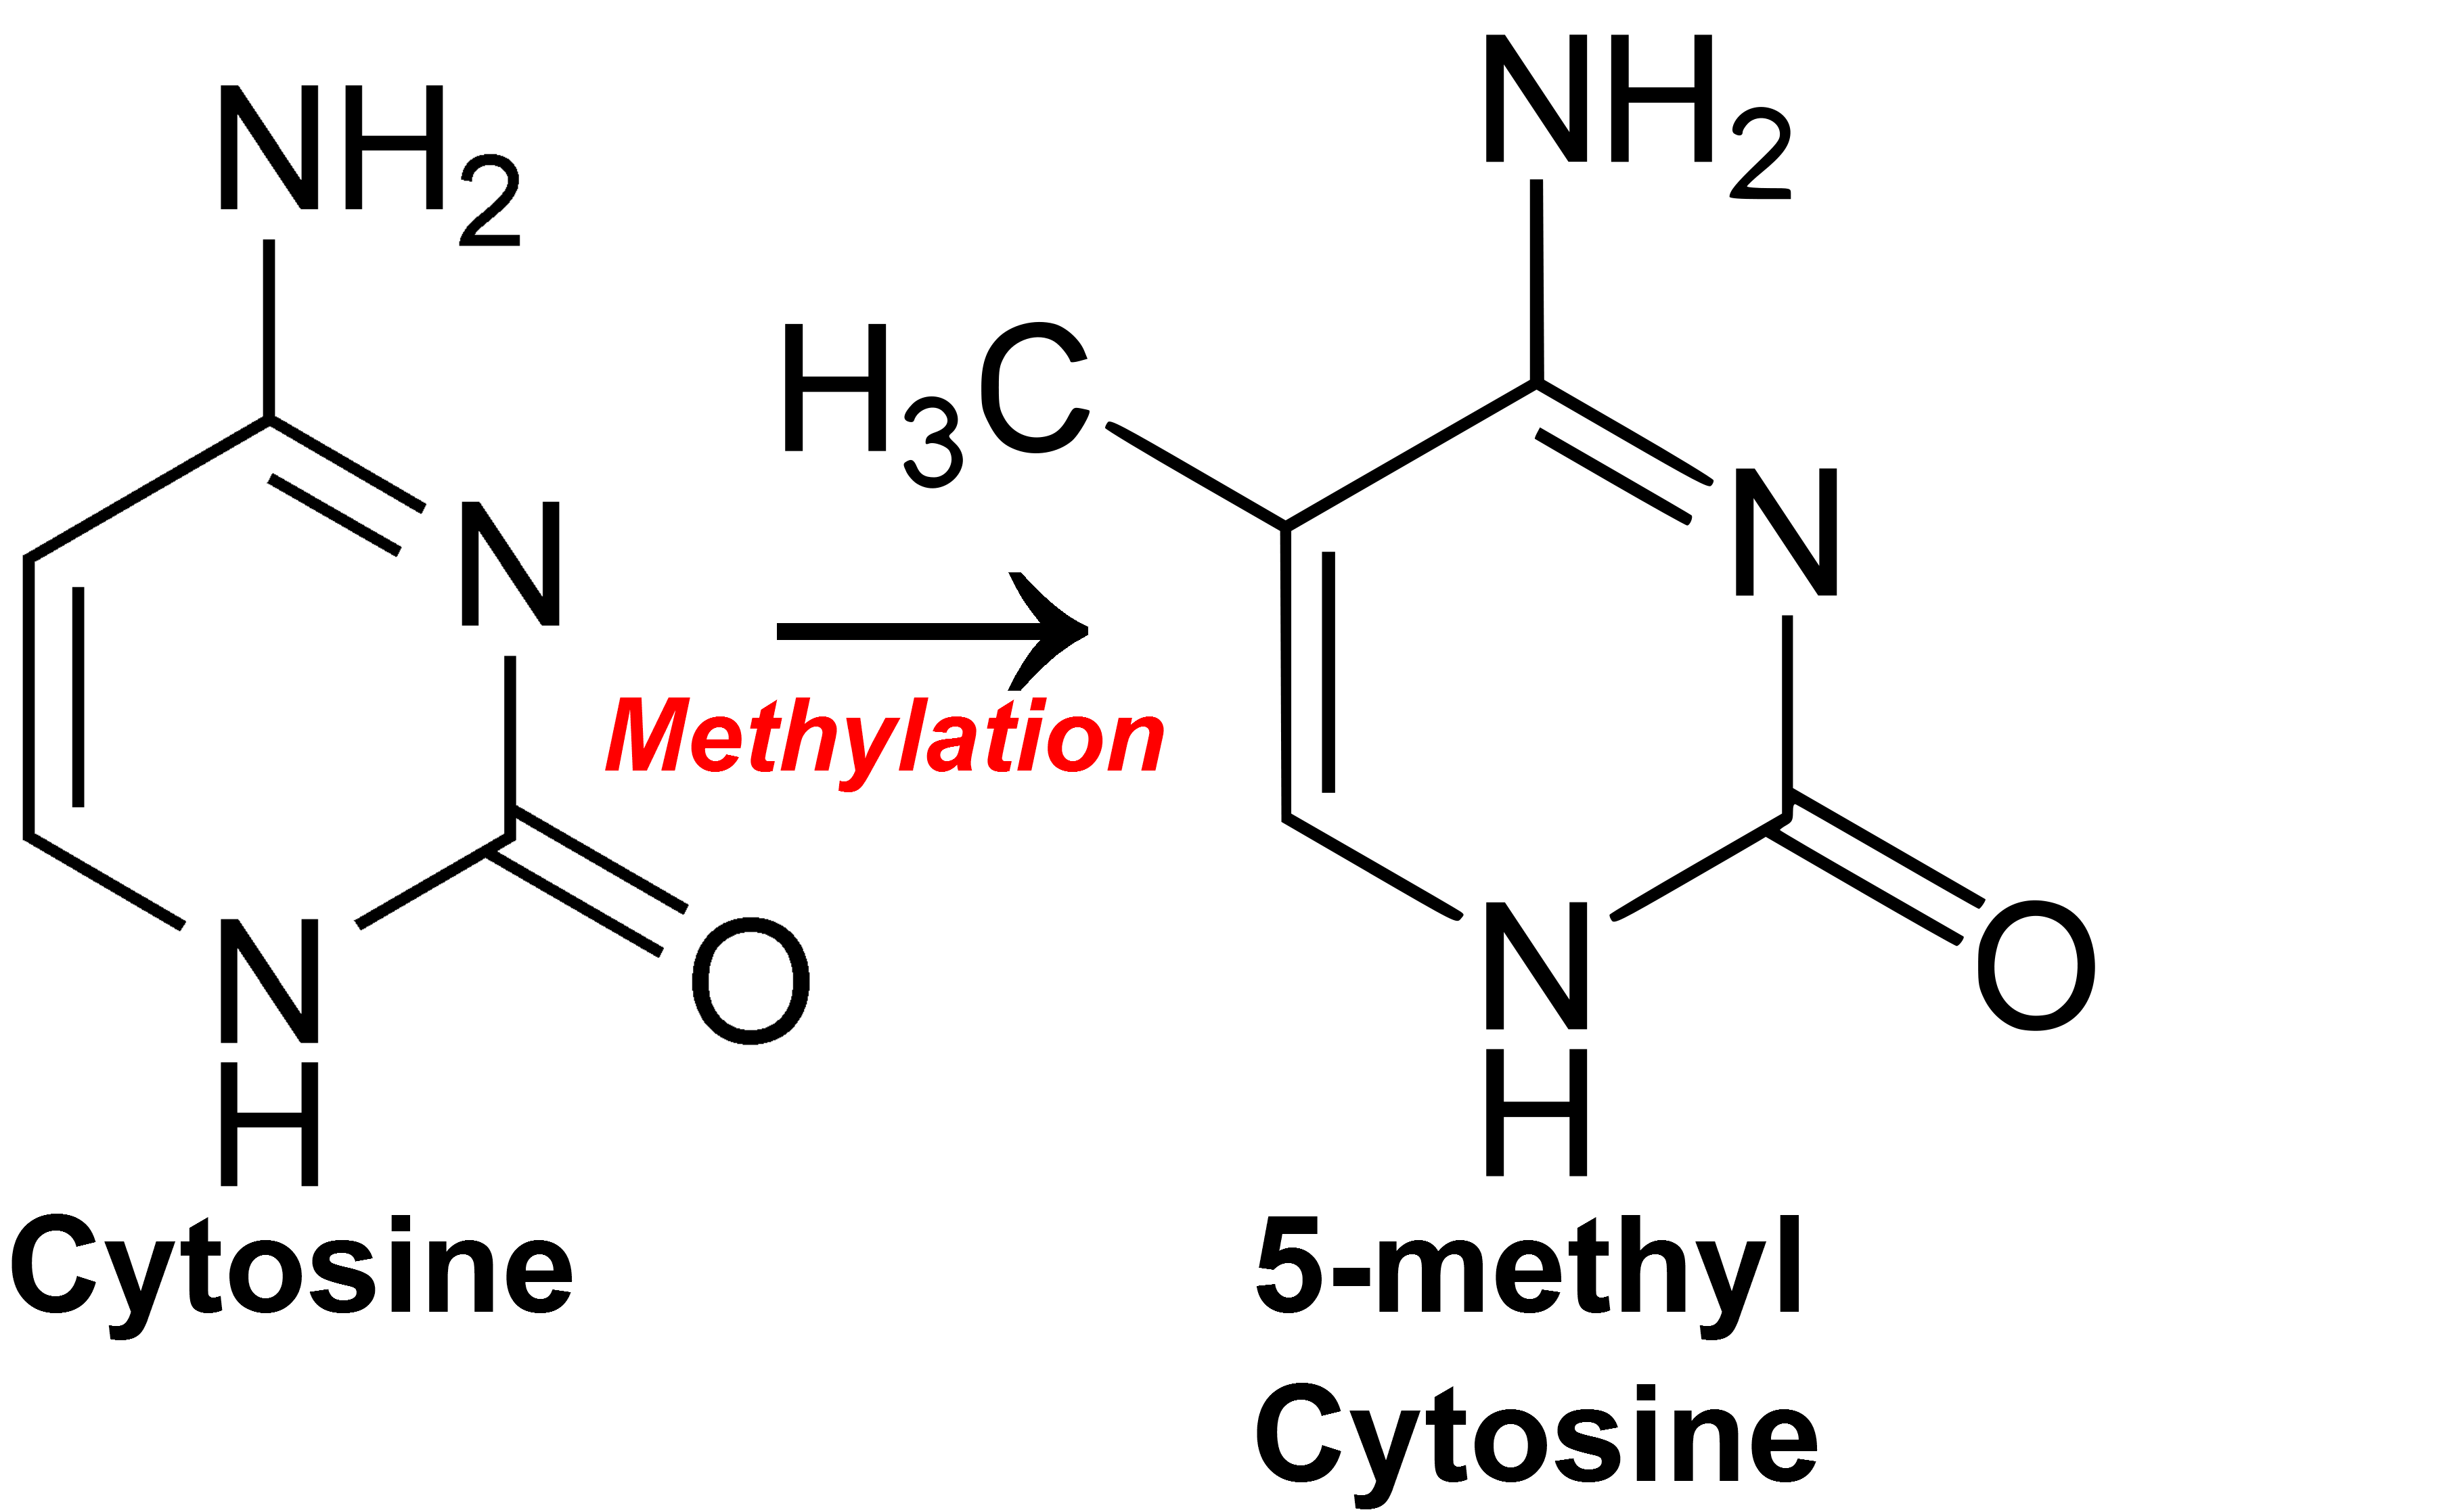 NH2
N
O
N
H
Cytosine
Methylation
NH2
H3C
N
O
N
H
5-methyl
Cytosine